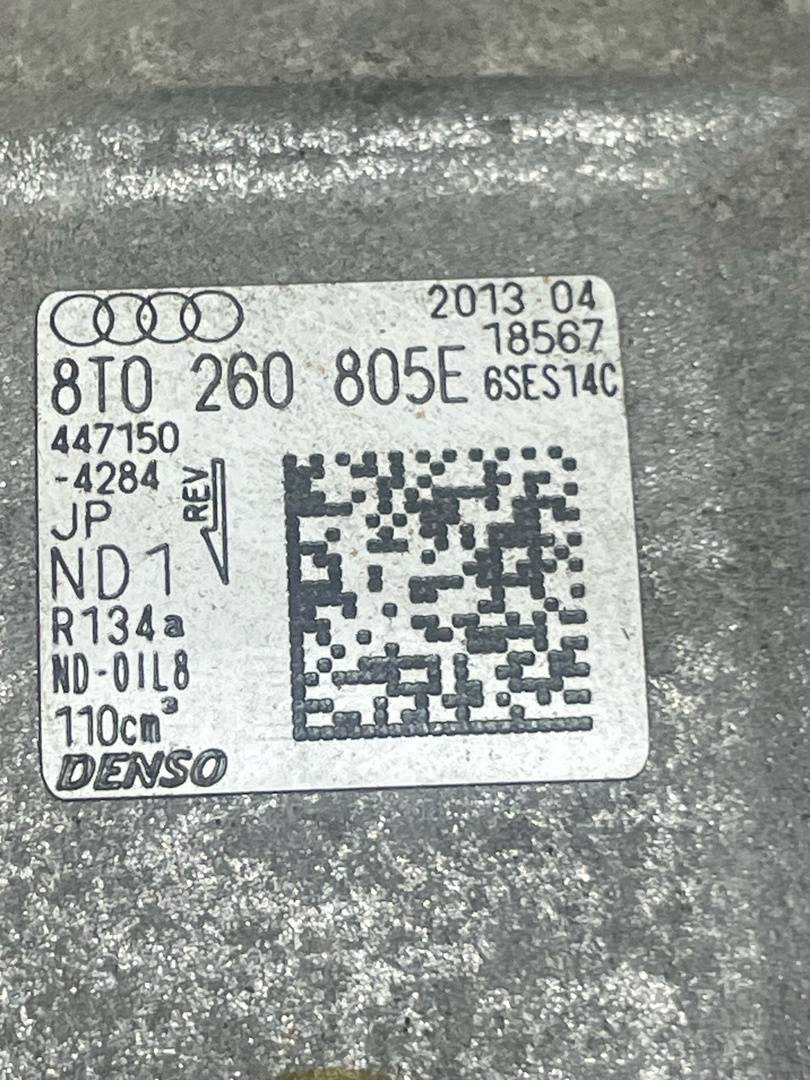 2013 04
18567
8T0 260 805E 6SES14C
447150
-4284
REV
JP
ND1
R134a
ND-OIL8
110cm³
DENSO